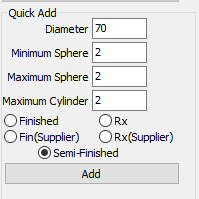 Quick Add
Diameter 70
Minimum Sphere 2
Maximum Sphere 2
Maximum Cylinder 2
Finished Rx
Fin(Supplier) Rx(Supplier)
Semi-Finished
Add